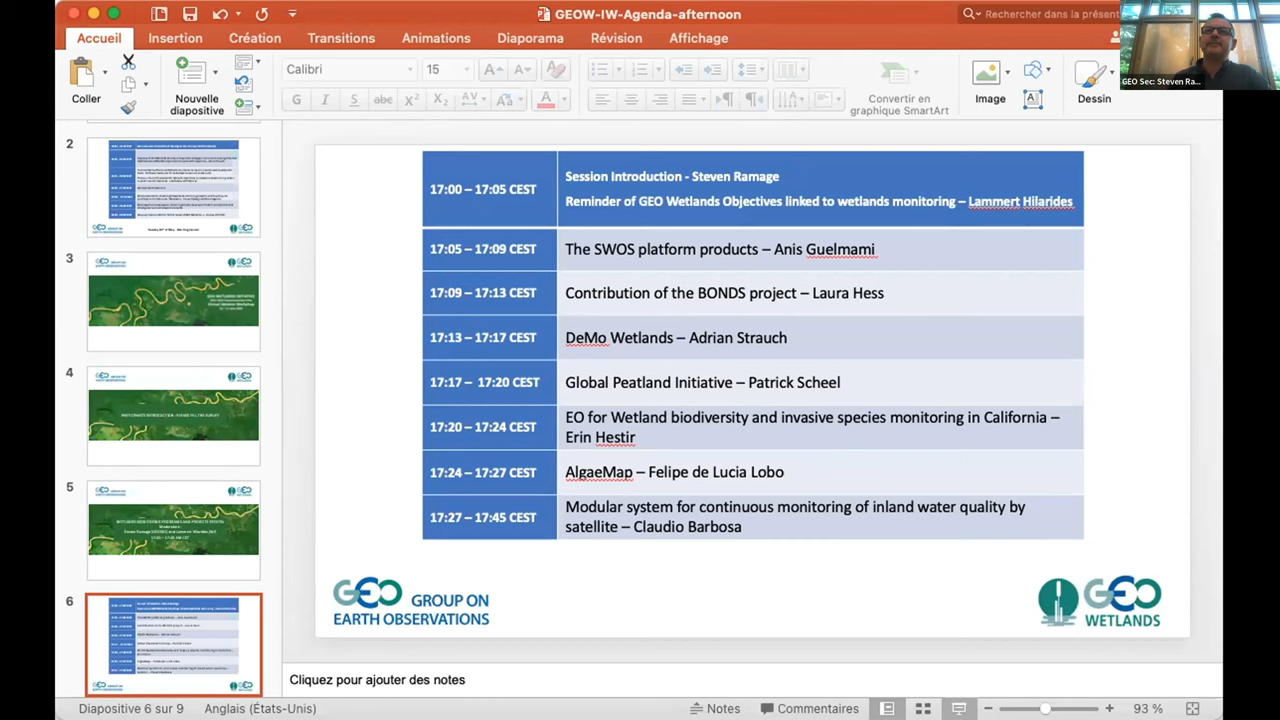 GEOW-IW-Agenda-afternoon
Rechercher dans la présent
Accueil
Insertion
Création
Transitions
Animations
Diaporama
Révision
Affichage
Coller
Nouvelle
diapositive
Calibri
15
G
I
S
abc
X²
X₂
AV
Aa
A
Convertir en
graphique SmartArt
Image
Dessin
GEO Sec: Steven Ra...
2
3
4
5
6
17:00 – 17:05 CEST
Session Introduction - Steven Ramage
Reminder of GEO Wetlands Objectives linked to wetlands monitoring – Lammert Hilarides
17:05 – 17:09 CEST
The SWOS platform products – Anis Guelmami
17:09 – 17:13 CEST
Contribution of the BONDS project – Laura Hess
17:13 – 17:17 CEST
DeMo Wetlands – Adrian Strauch
17:17 – 17:20 CEST
Global Peatland Initiative – Patrick Scheel
17:20 – 17:24 CEST
EO for Wetland biodiversity and invasive species monitoring in California –
Erin Hestir
17:24 – 17:27 CEST
AlgaeMap – Felipe de Lucia Lobo
17:27 – 17:45 CEST
Modular system for continuous monitoring of inland water quality by
satellite – Claudio Barbosa
GEO GROUP ON
EARTH OBSERVATIONS
GEO
WETLANDS
Cliquez pour ajouter des notes
Diapositive 6 sur 9
Anglais (États-Unis)
Notes
Commentaires
93 %